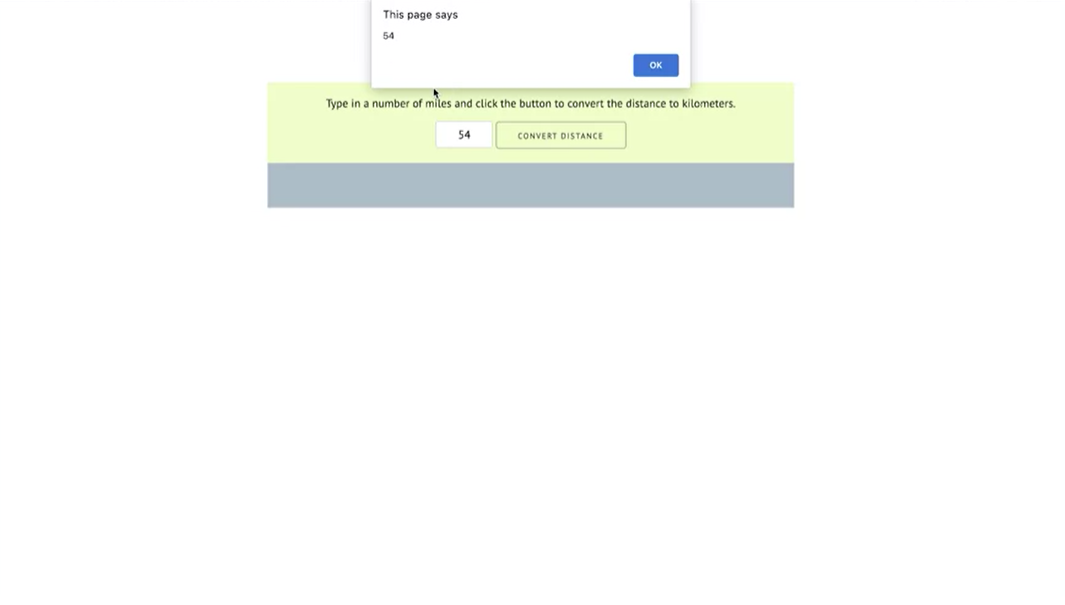 This page says
54
OK
Type in a number of miles and click the button to convert the distance to kilometers.
54 CONVERT DISTANCE